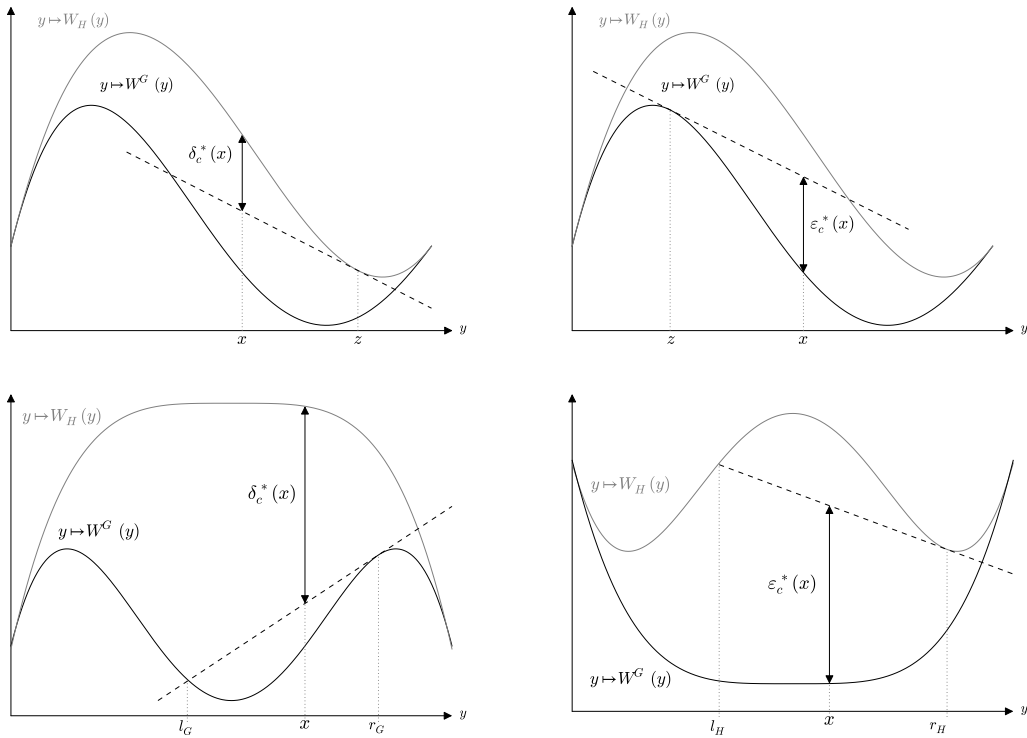 y↦W_H(y)
y↦W^G (y)
δ_c^*(x)
x
z
y
y↦W_H(y)
y↦W^G (y)
ε_c^*(x)
z
x
y
y↦W_H(y)
δ_c^*(x)
y↦W^G (y)
l_G
x
r_G
y
y↦W_H(y)
ε_c^*(x)
y↦W^G (y)
l_H
x
r_H
y